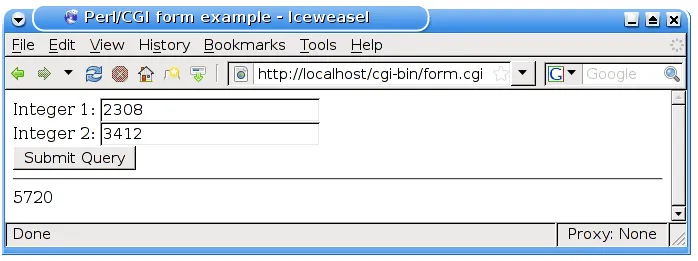 Perl/CGI form example - Iceweasel
File Edit View History Bookmarks Tools Help
http://localhost/cgi-bin/form.cgi G Google
Integer 1: 2308
Integer 2: 3412
Submit Query
5720
Done Proxy: None